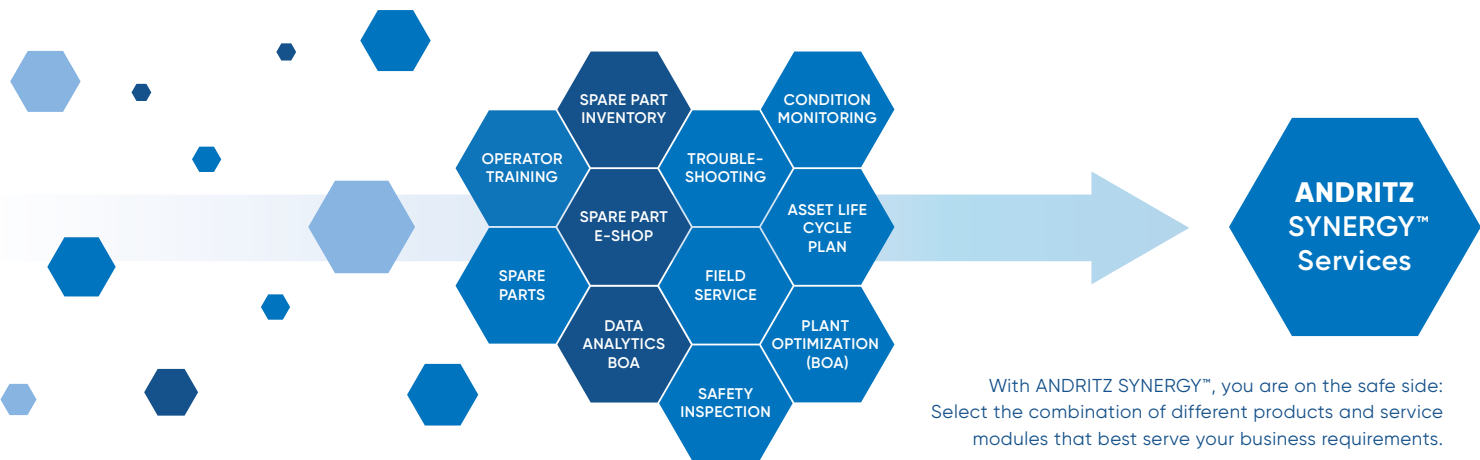 SPARE PART
INVENTORY
CONDITION
MONITORING
OPERATOR
TRAINING
TROUBLE-
SHOOTING
SPARE PART
E-SHOP
ASSET LIFE
CYCLE
PLAN
SPARE
PARTS
FIELD
SERVICE
DATA
ANALYTICS
BOA
PLANT
OPTIMIZATION
(BOA)
SAFETY
INSPECTION
ANDRITZ
SYNERGY™
Services
With ANDRITZ SYNERGY™, you are on the safe side:
Select the combination of different products and service
modules that best serve your business requirements.